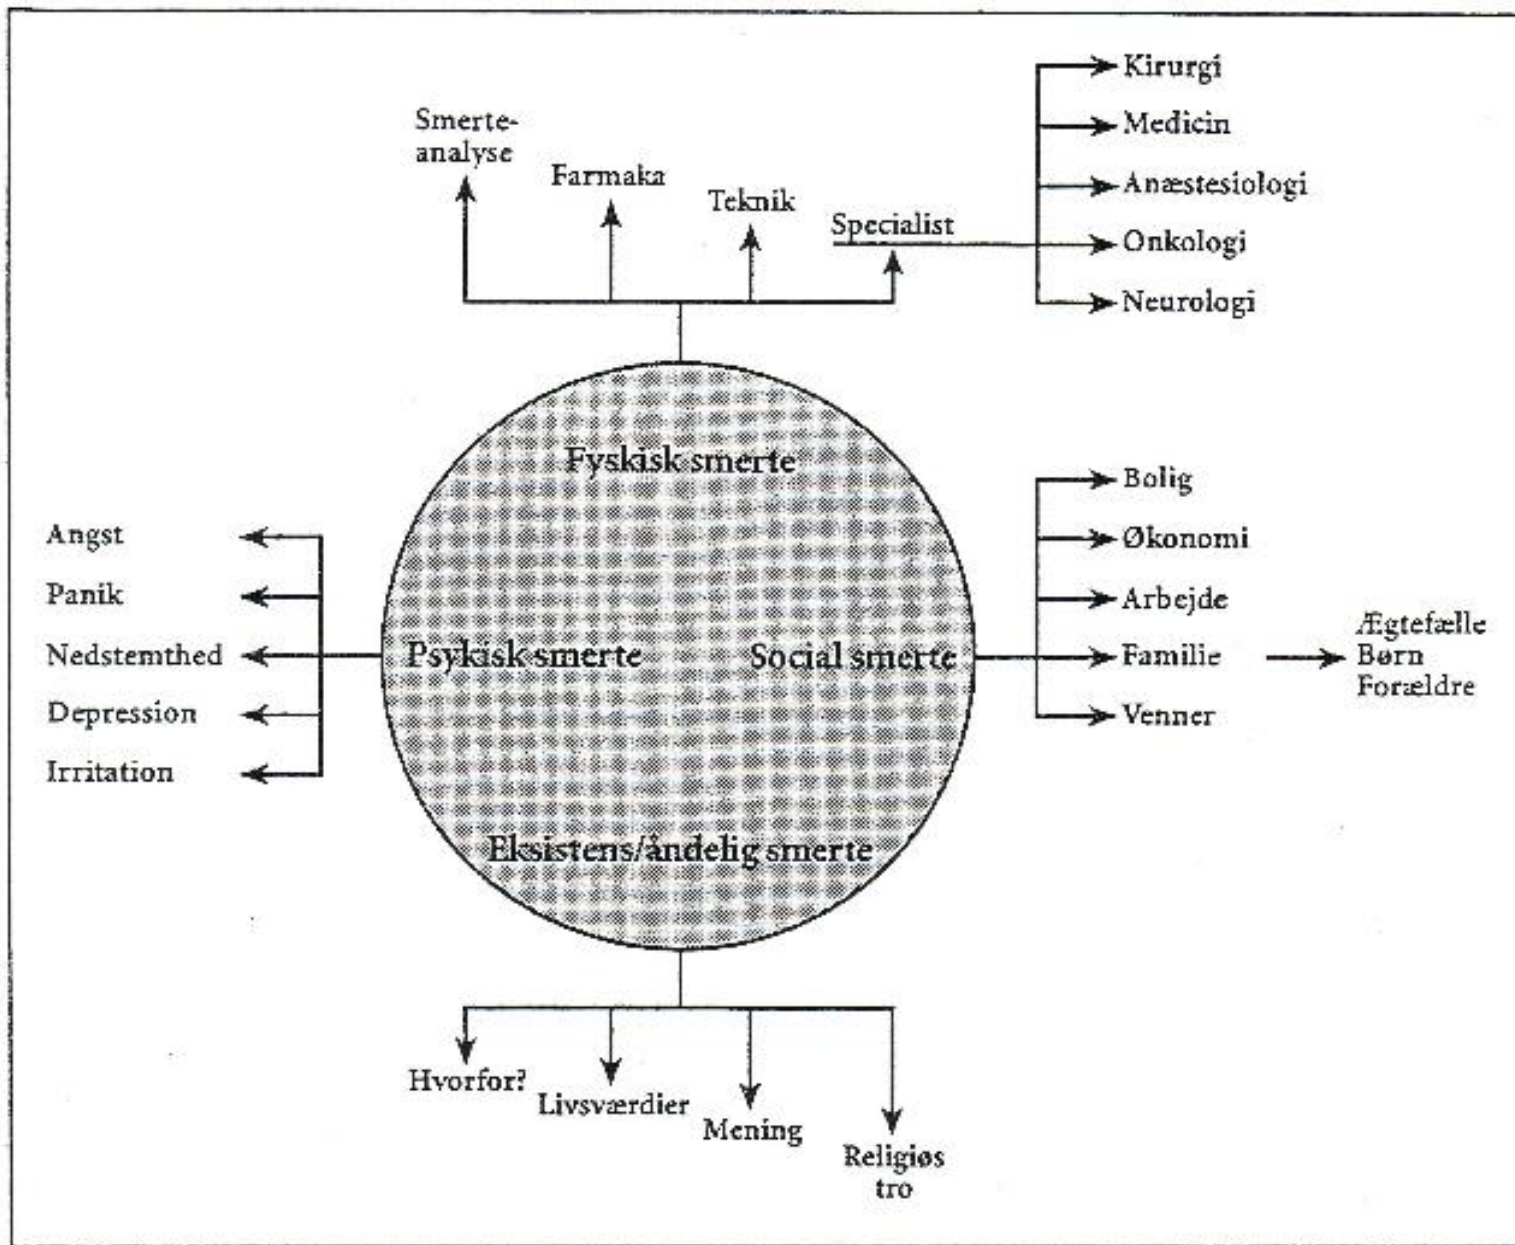 Smerte-
analyse
Farmaka
Teknik
Specialist
Kirurgi
Medicin
Anæstesiologi
Onkologi
Neurologi
Fyskisk smerte
Psykisk smerte
Social smerte
Eksistens/åndelig smerte
Angst
Panik
Nedstemthed
Depression
Irritation
Bolig
Økonomi
Arbejde
Familie
Venner
Ægtefælle
Børn
Forældre
Hvorfor?
Livsværdier
Mening
Religiøs
tro